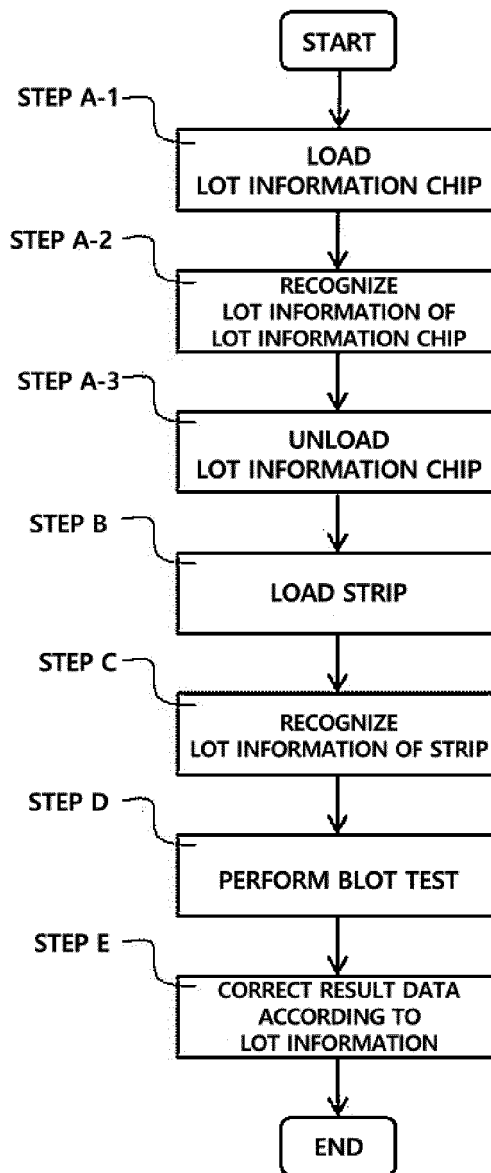 START
STEP A-1
LOAD
LOT INFORMATION CHIP
STEP A-2
RECOGNIZE
LOT INFORMATION OF
LOT INFORMATION CHIP
STEP A-3
UNLOAD
LOT INFORMATION CHIP
STEP B
LOAD STRIP
STEP C
RECOGNIZE
LOT INFORMATION OF STRIP
STEP D
PERFORM BLOT TEST
STEP E
CORRECT RESULT DATA
ACCORDING TO
LOT INFORMATION
END